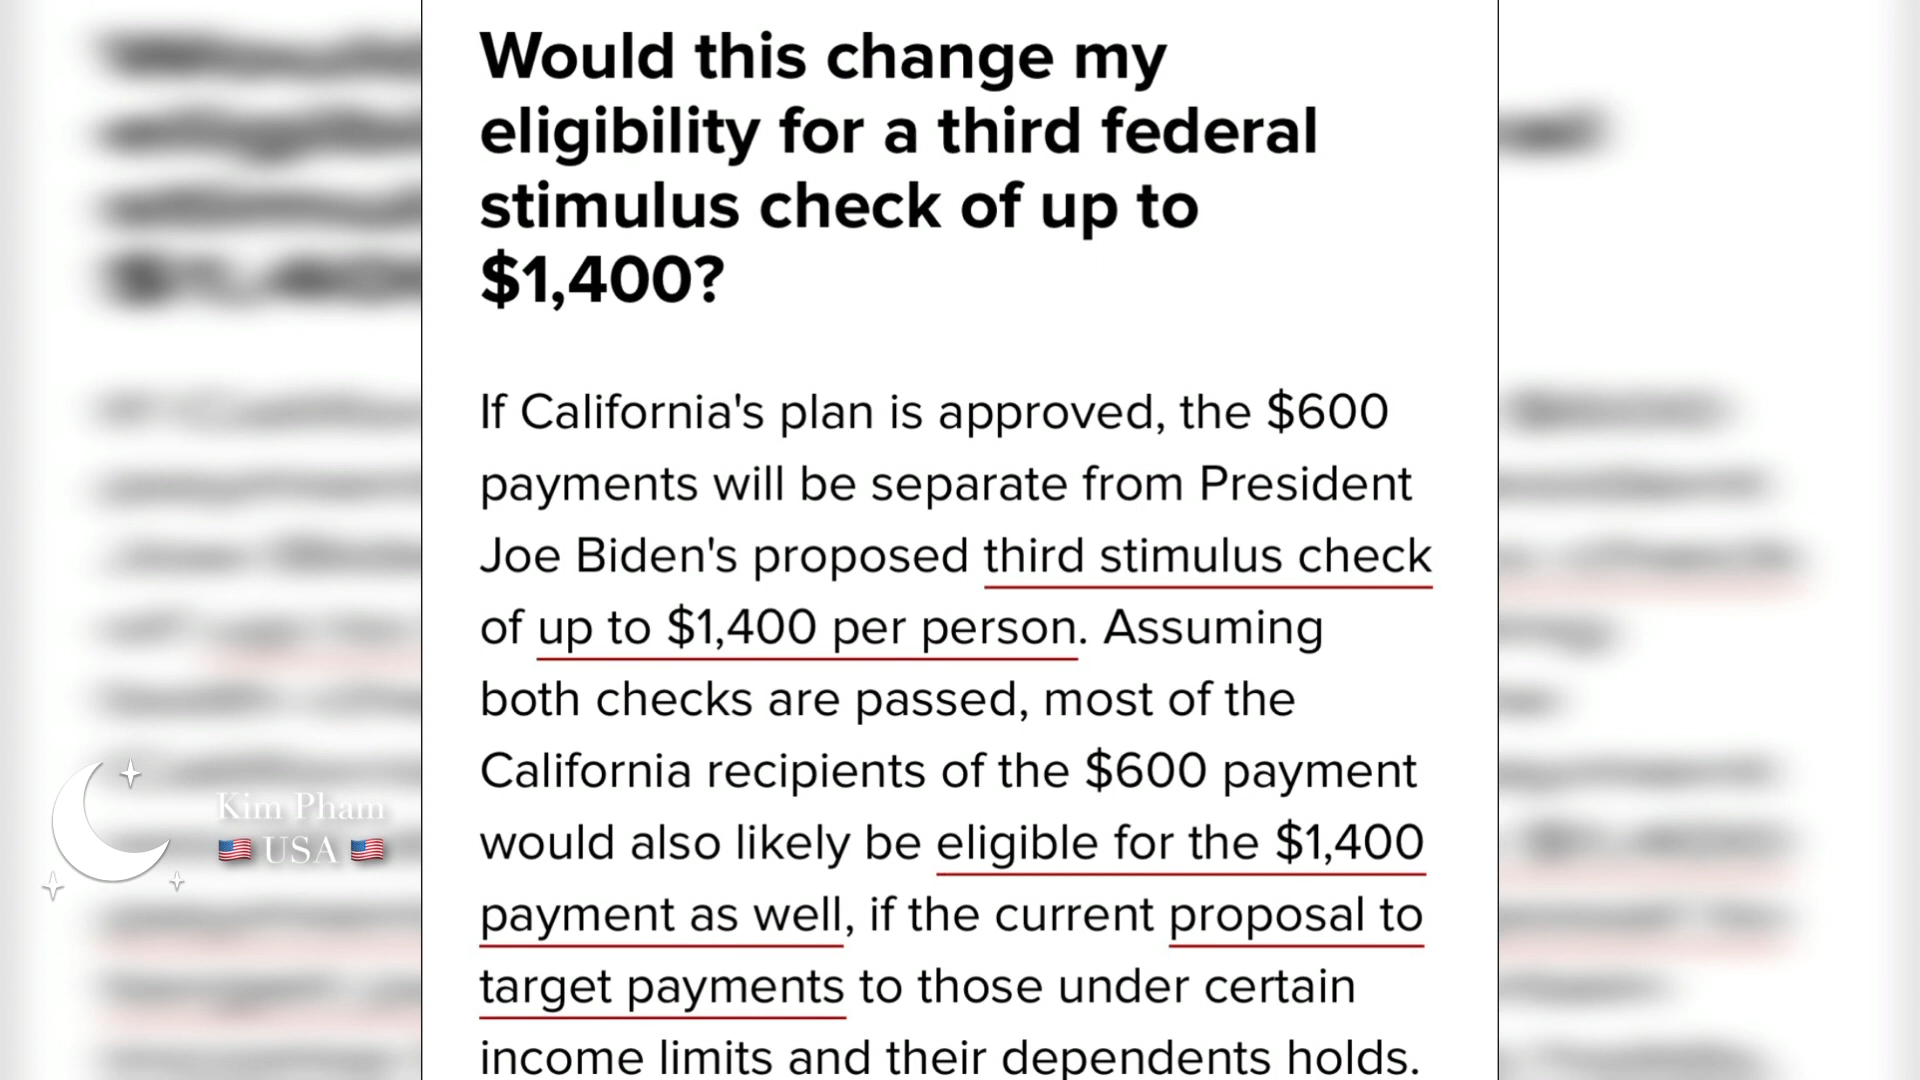 Would this change my
eligibility for a third federal
stimulus check of up to
$1,400?
If California's plan is approved, the $600
payments will be separate from President
Joe Biden's proposed third stimulus check
of up to $1,400 per person. Assuming
both checks are passed, most of the
California recipients of the $600 payment
would also likely be eligible for the $1,400
payment as well, if the current proposal to
target payments to those under certain
income limits and their dependents holds.
Kim Pham
🇺🇸 USA 🇺🇸